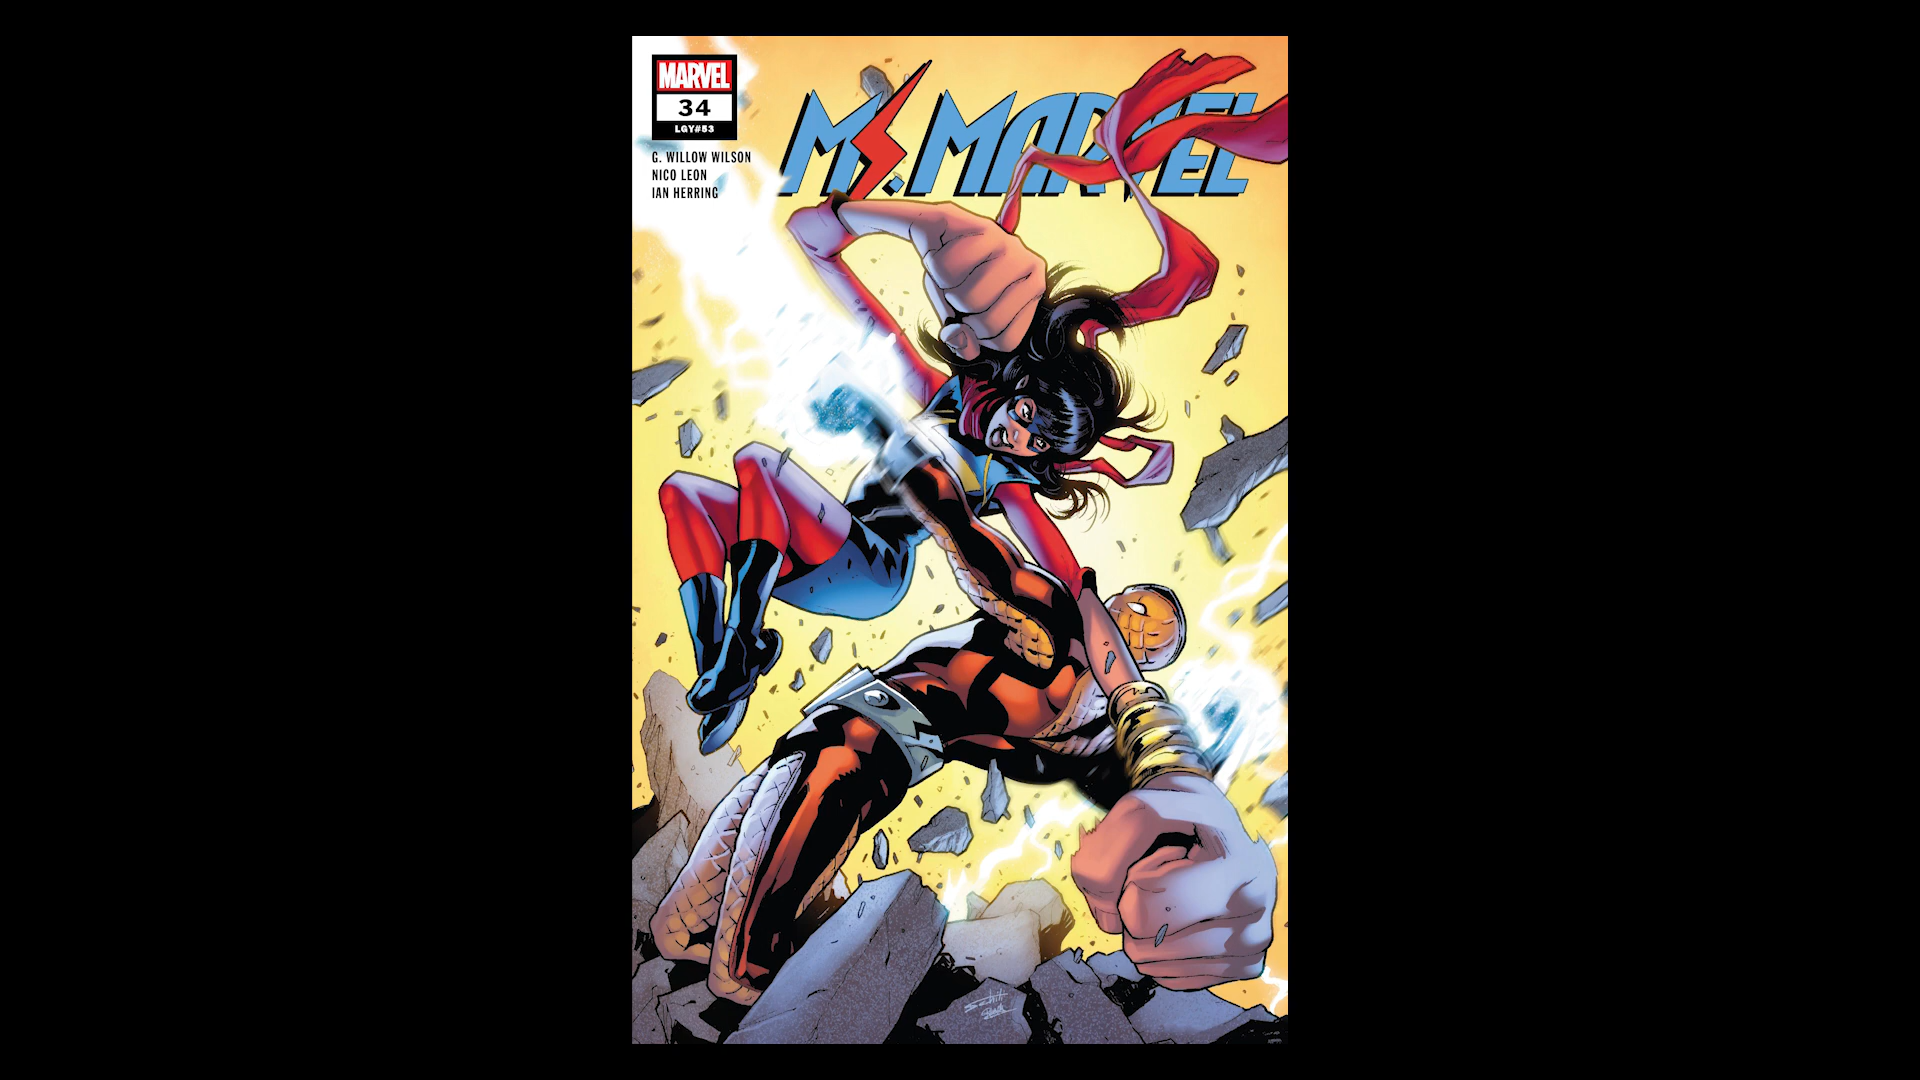 MARVEL
34
LGY#53
G. WILLOW WILSON
NICO LEON
IAN HERRING
MS. MARVEL